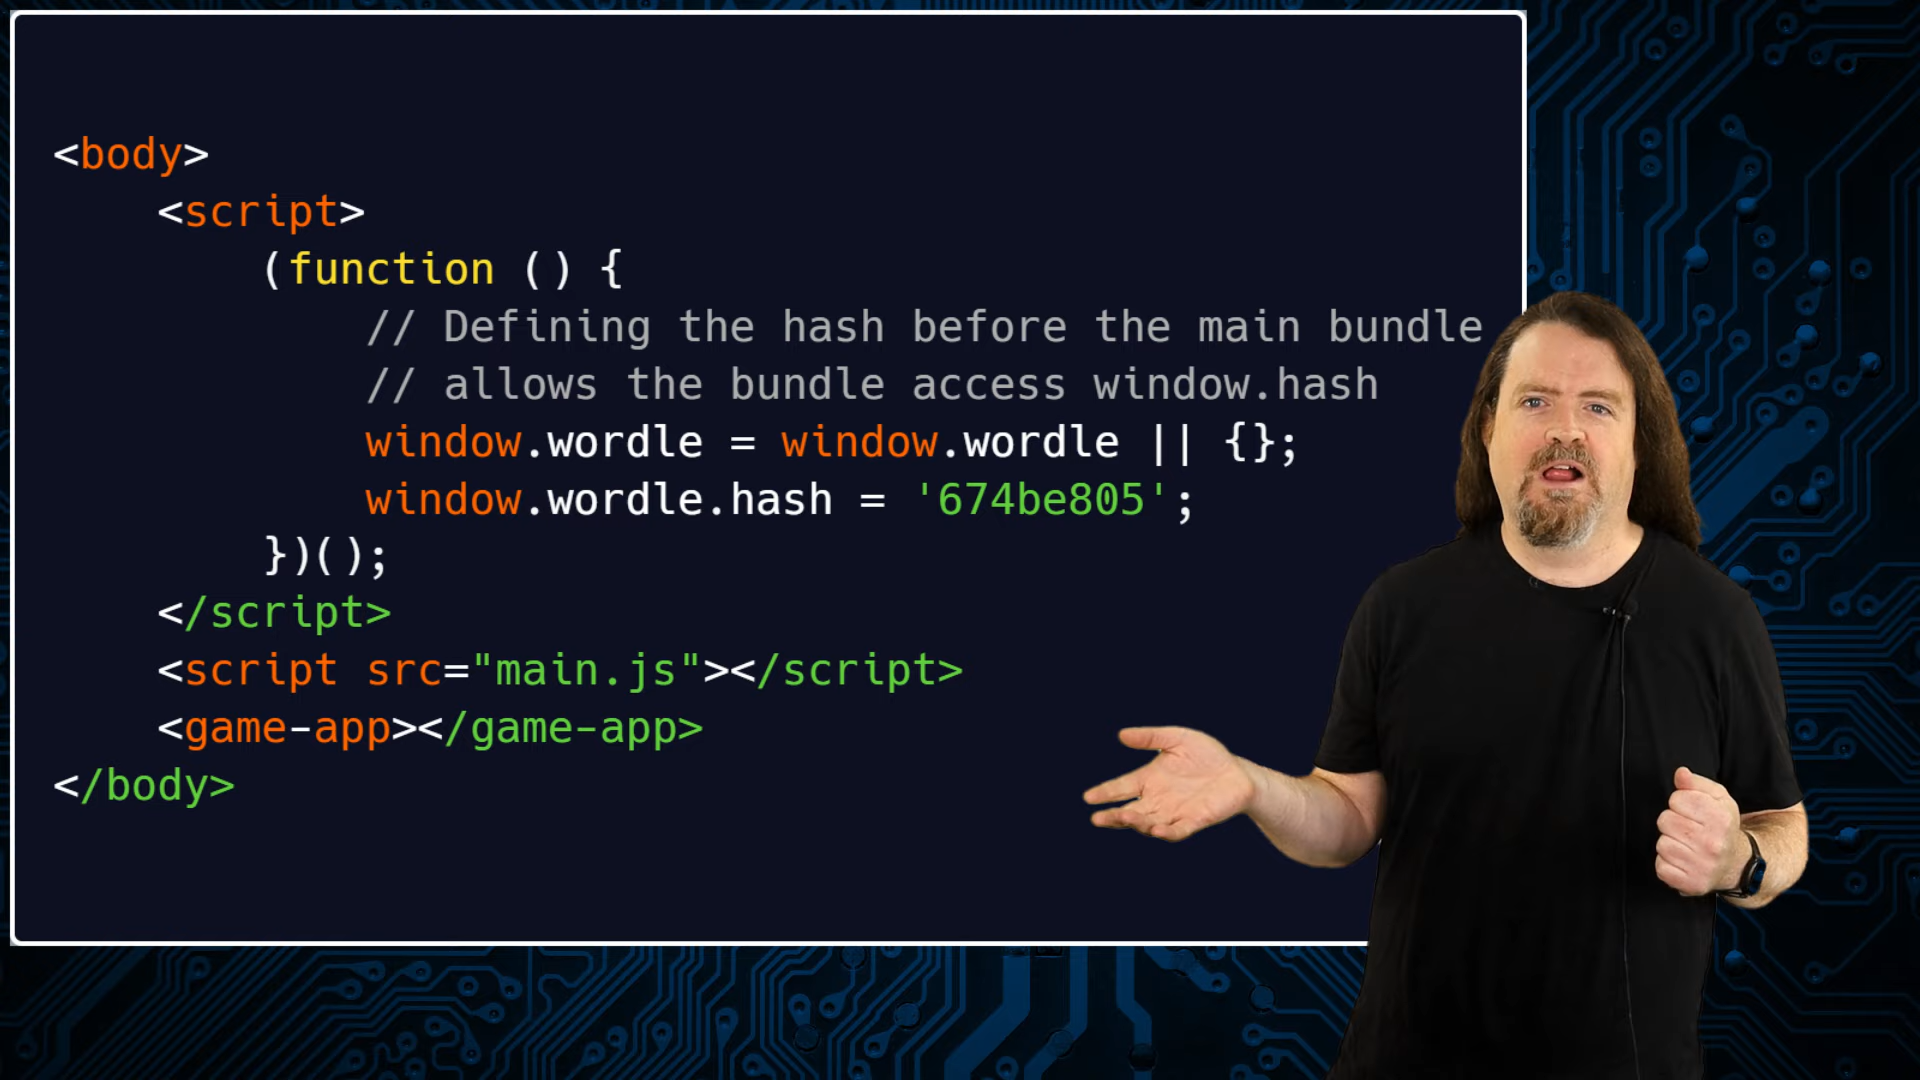 <body>
<script>
(function () {
// Defining the hash before the main bundle
// allows the bundle access window.hash
window.wordle = window.wordle || {};
window.wordle.hash = '674be805';
})();
</script>
<script src="main.js"></script>
<game-app></game-app>
</body>